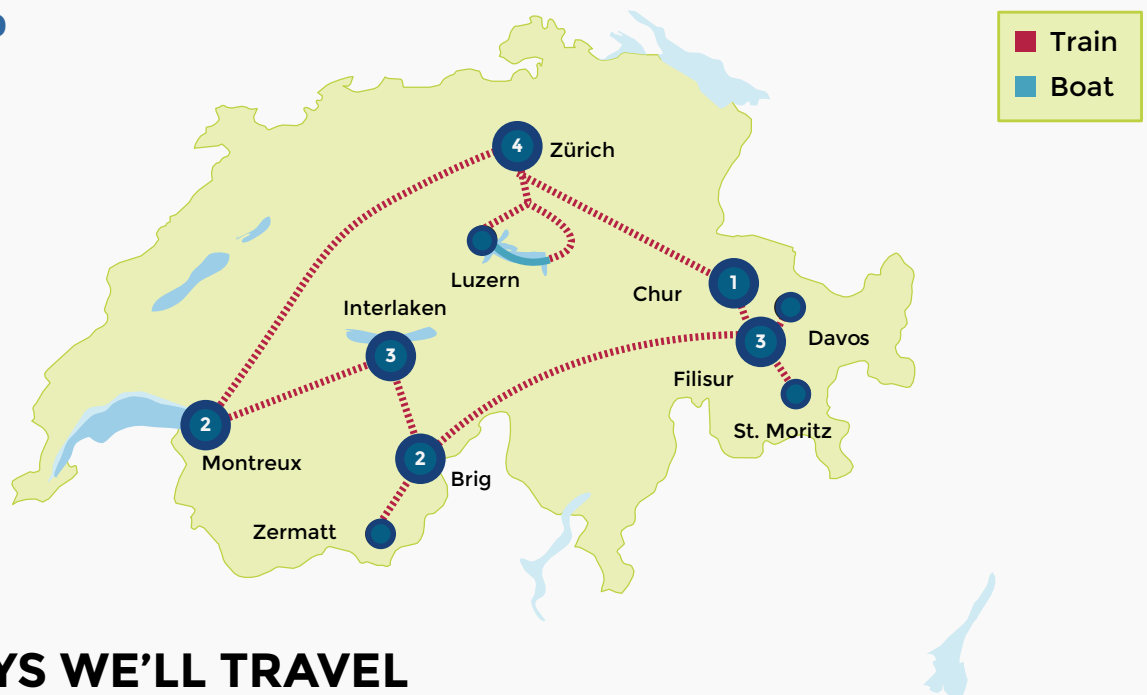 Train
Boat
4
Zürich
Luzern
Chur
1
Interlaken
3
Davos
3
Filisur
St. Moritz
2
Montreux
2
Brig
Zermatt
YS WE'LL TRAVEL